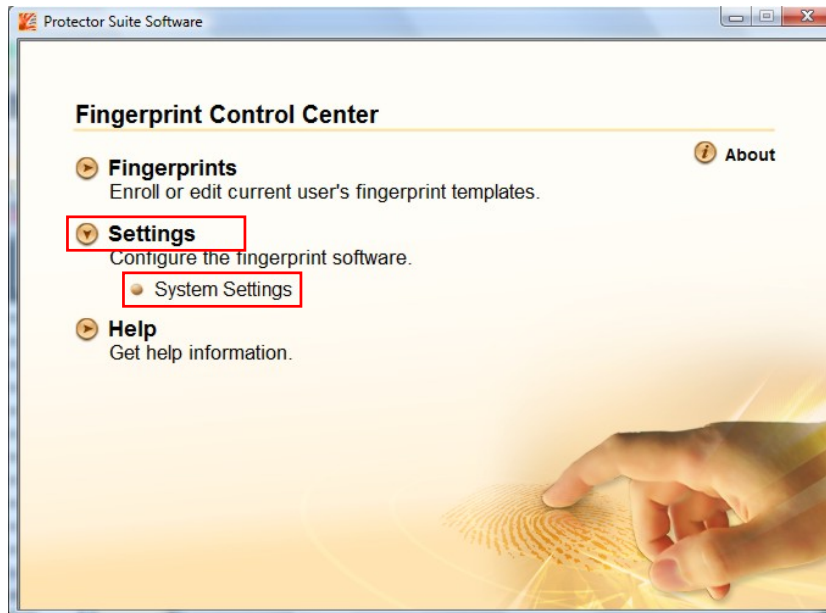 Protector Suite Software
Fingerprint Control Center
About
Fingerprints
Enroll or edit current user's fingerprint templates.
Settings
Configure the fingerprint software.
System Settings
Help
Get help information.